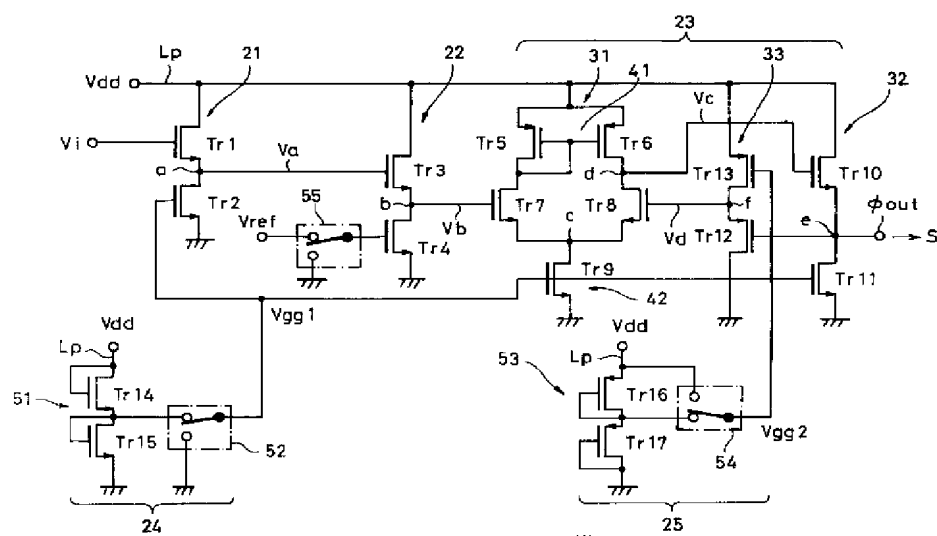 23
Lp
21
22
31
41
33
32
Vdd
Vc
Vi
Tr1
Va
Tr5
Tr6
Tr13
Tr10
a
Tr3
d
Tr2
b
Tr7
Tr8
f
φout
55
Vref
Vb
c
Vd
e
S
Tr4
Tr12
Tr9
Tr11
42
Vgg1
Vdd
Vdd
Lp
53
Lp
51
Tr14
Tr16
Tr15
52
Tr17
54
Vgg2
24
25